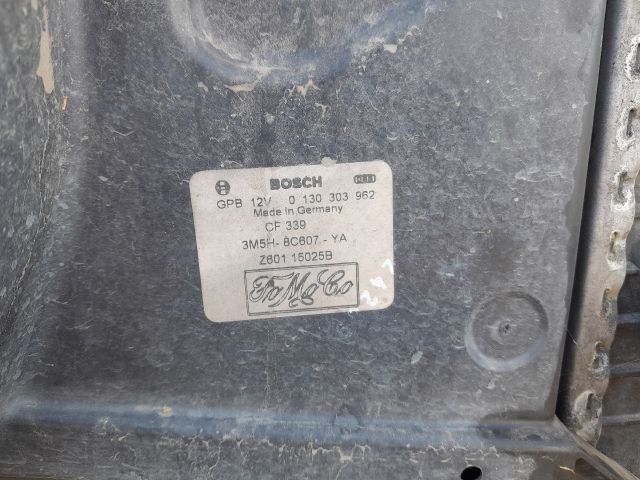 BOSCH
GPB 12V 0 130 303 962
Made in Germany
CF 339
3M5H- 8C607 - YA
Z601 15025B
FoMoCo